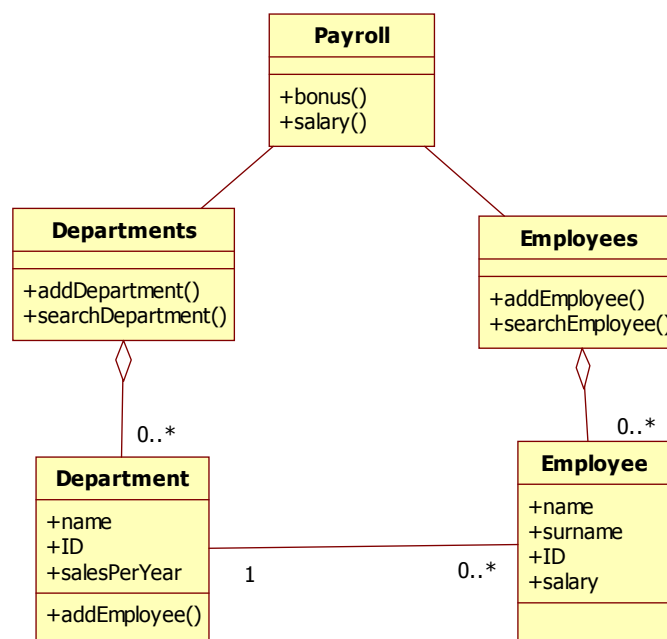 Payroll
+bonus()
+salary()
Departments
+addDepartment()
+searchDepartment()
Employees
+addEmployee()
+searchEmployee()
0..*
0..*
Department
+name
+ID
+salesPerYear
+addEmployee()
1
0..*
Employee
+name
+surname
+ID
+salary